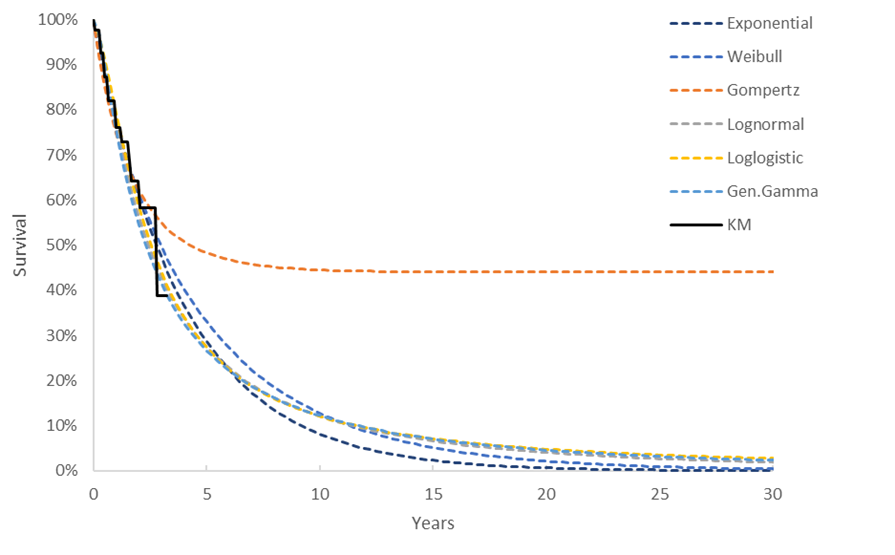 100%
90%
80%
70%
60%
50%
40%
30%
20%
10%
0%
Survival
0 5 10 15 20 25 30
Years
Exponential
Weibull
Gompertz
Lognormal
Loglogistic
Gen.Gamma
KM